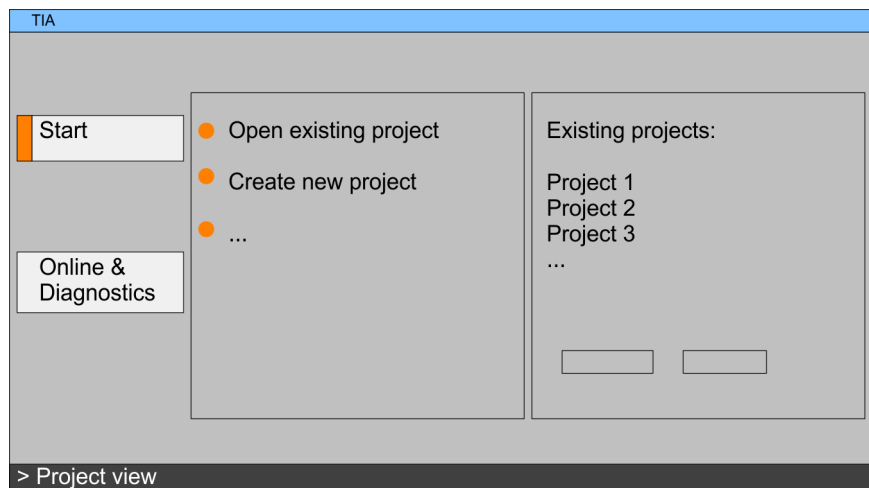 TIA
Start
Online &
Diagnostics
Open existing project
Create new project
...
Existing projects:
Project 1
Project 2
Project 3
...
> Project view